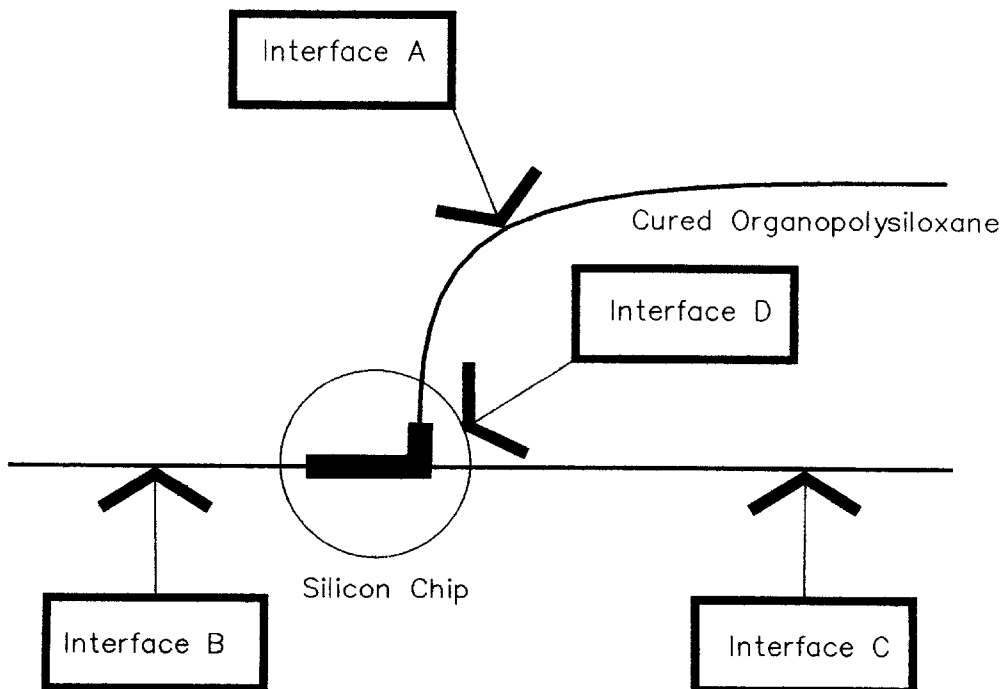 Interface A
Cured Organopolysiloxane
Interface D
Silicon Chip
Interface B
Interface C